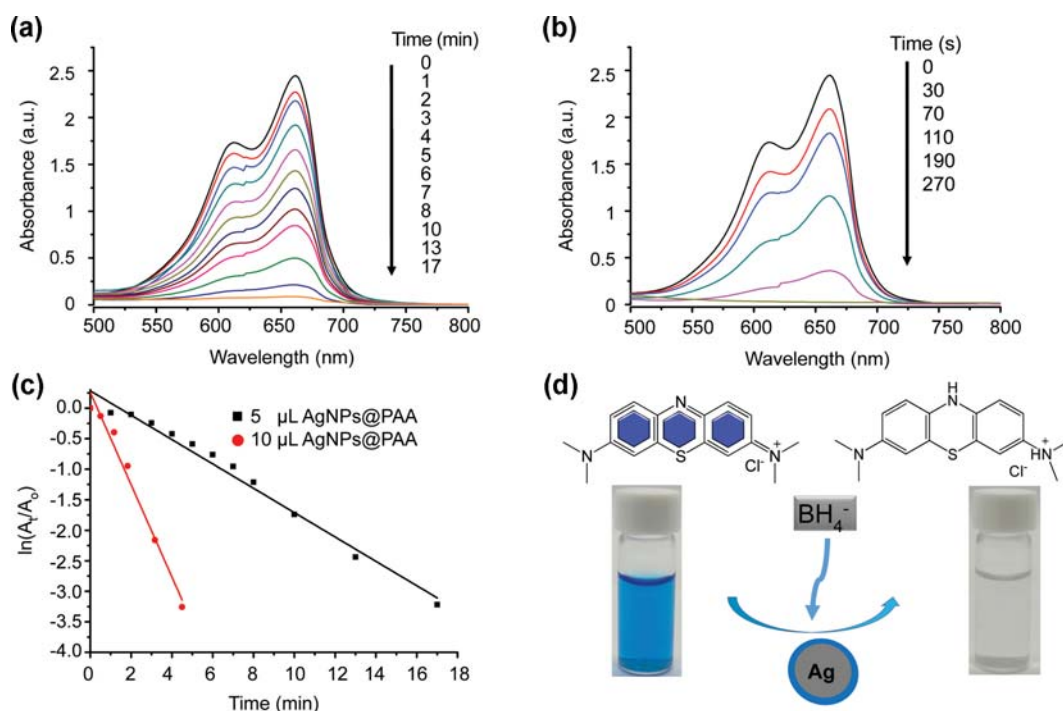 (a)
Time (min)
0
1
2
3
4
5
6
7
8
10
13
17
2.5
2
1.5
1
0.5
0
Absorbance (a.u.)
500 550 600 650 700 750 800
Wavelength (nm)
(b)
Time (s)
0
30
70
110
190
270
2.5
2
1.5
1
0.5
0
Absorbance (a.u.)
500 550 600 650 700 750 800
Wavelength (nm)
(c)
5 µL AgNPs@PAA
10 µL AgNPs@PAA
0.0
-0.5
-1.0
-1.5
-2.0
-2.5
-3.0
-3.5
-4.0
ln(At/Ao)
0 2 4 6 8 10 12 14 16 18
Time (min)
(d)
N
N
S
Cl-
N+
H
N
N
S
Cl-
HN+
BH4-
Ag